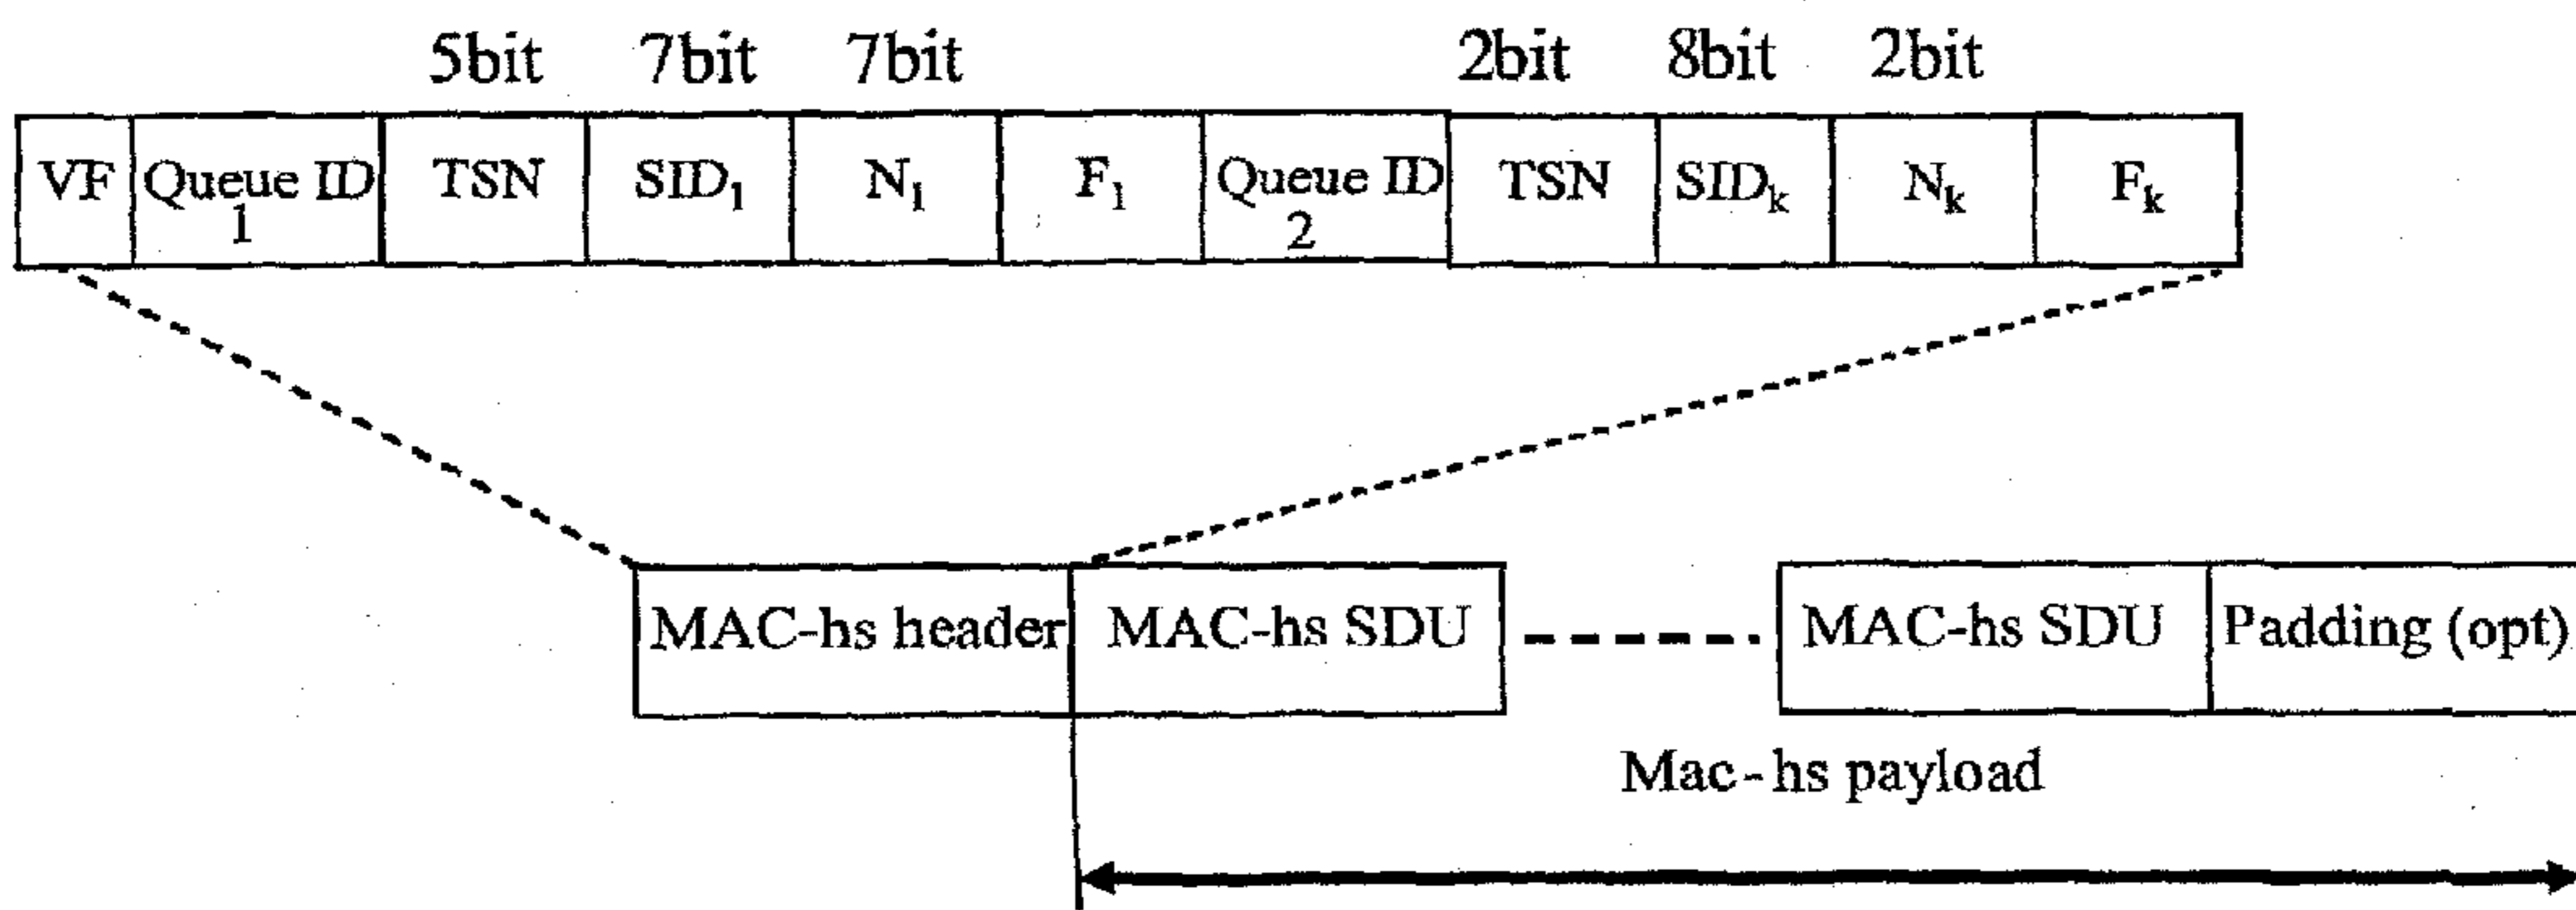 5bit 7bit 7bit 2bit 8bit 2bit
VF Queue ID 1 TSN SID₁ N₁ F₁ Queue ID 2 TSN SIDₖ Nₖ Fₖ
MAC-hs header MAC-hs SDU MAC-hs SDU Padding (opt)
Mac-hs payload